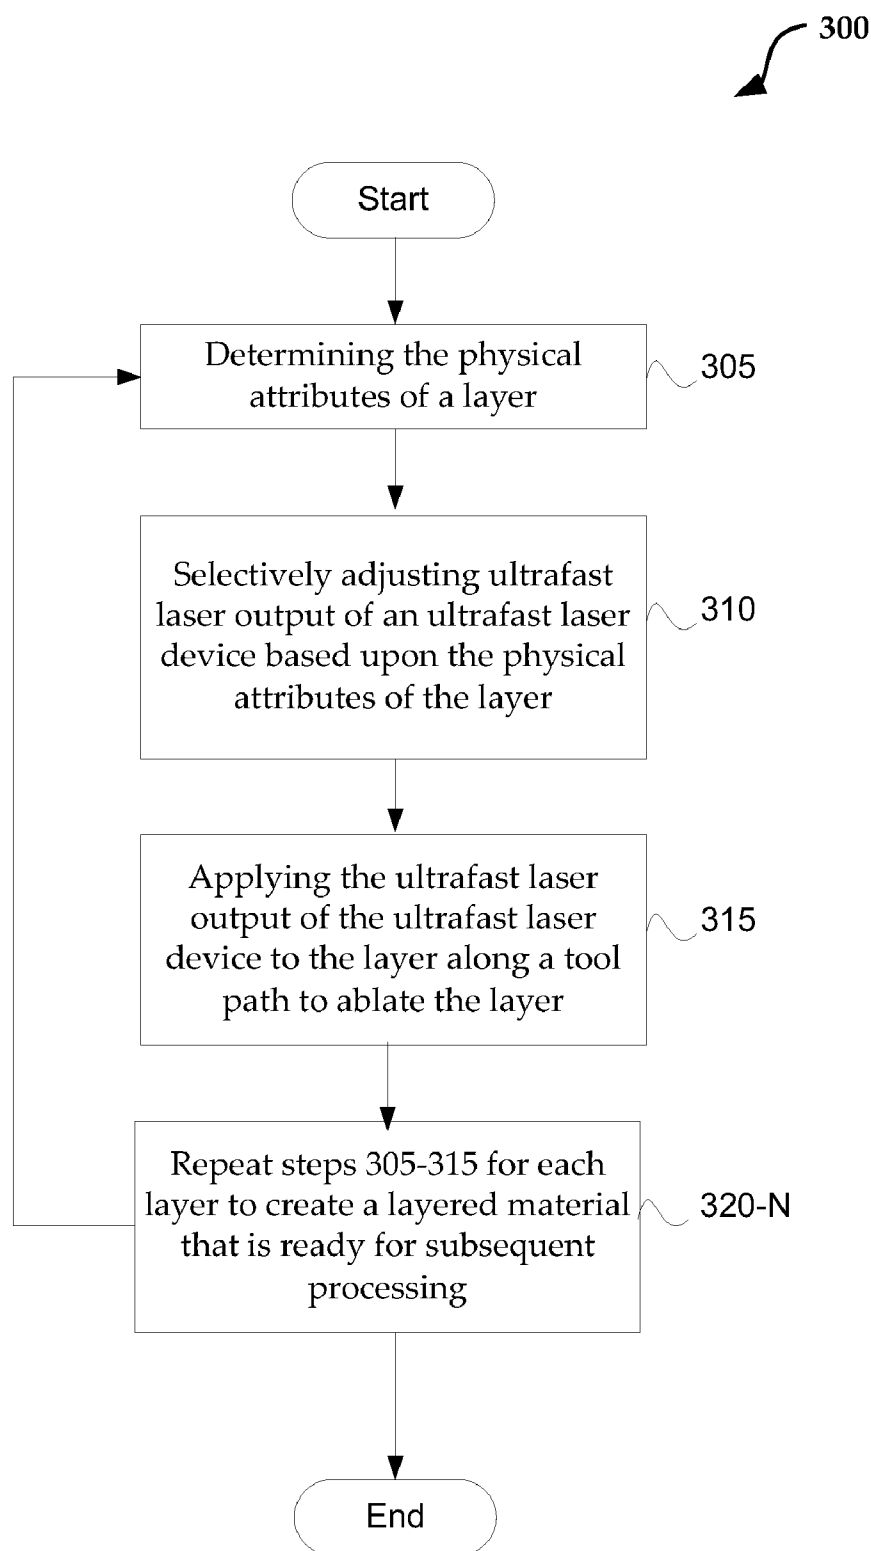 300
Start
Determining the physical
attributes of a layer
305
Selectively adjusting ultrafast
laser output of an ultrafast laser
device based upon the physical
attributes of the layer
310
Applying the ultrafast laser
output of the ultrafast laser
device to the layer along a tool
path to ablate the layer
315
Repeat steps 305-315 for each
layer to create a layered material
that is ready for subsequent
processing
320-N
End